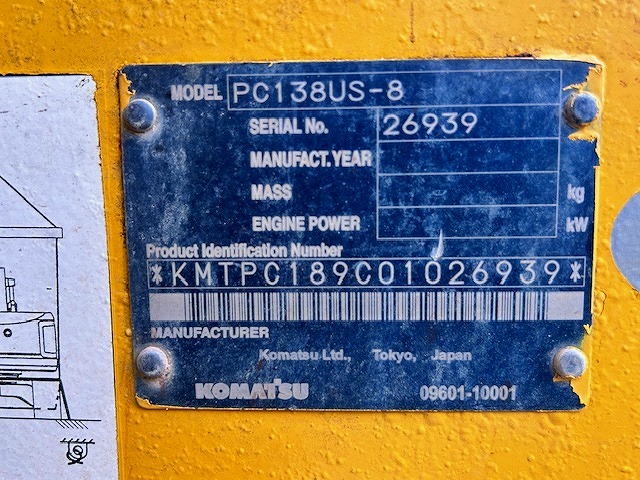 MODEL PC138US-8
SERIAL No. 26939
MANUFACT. YEAR
MASS kg
ENGINE POWER kW
Product Identification Number
*KMTPC189C01026939*
MANUFACTURER
Komatsu Ltd., Tokyo, Japan
KOMATSU 09601-10001